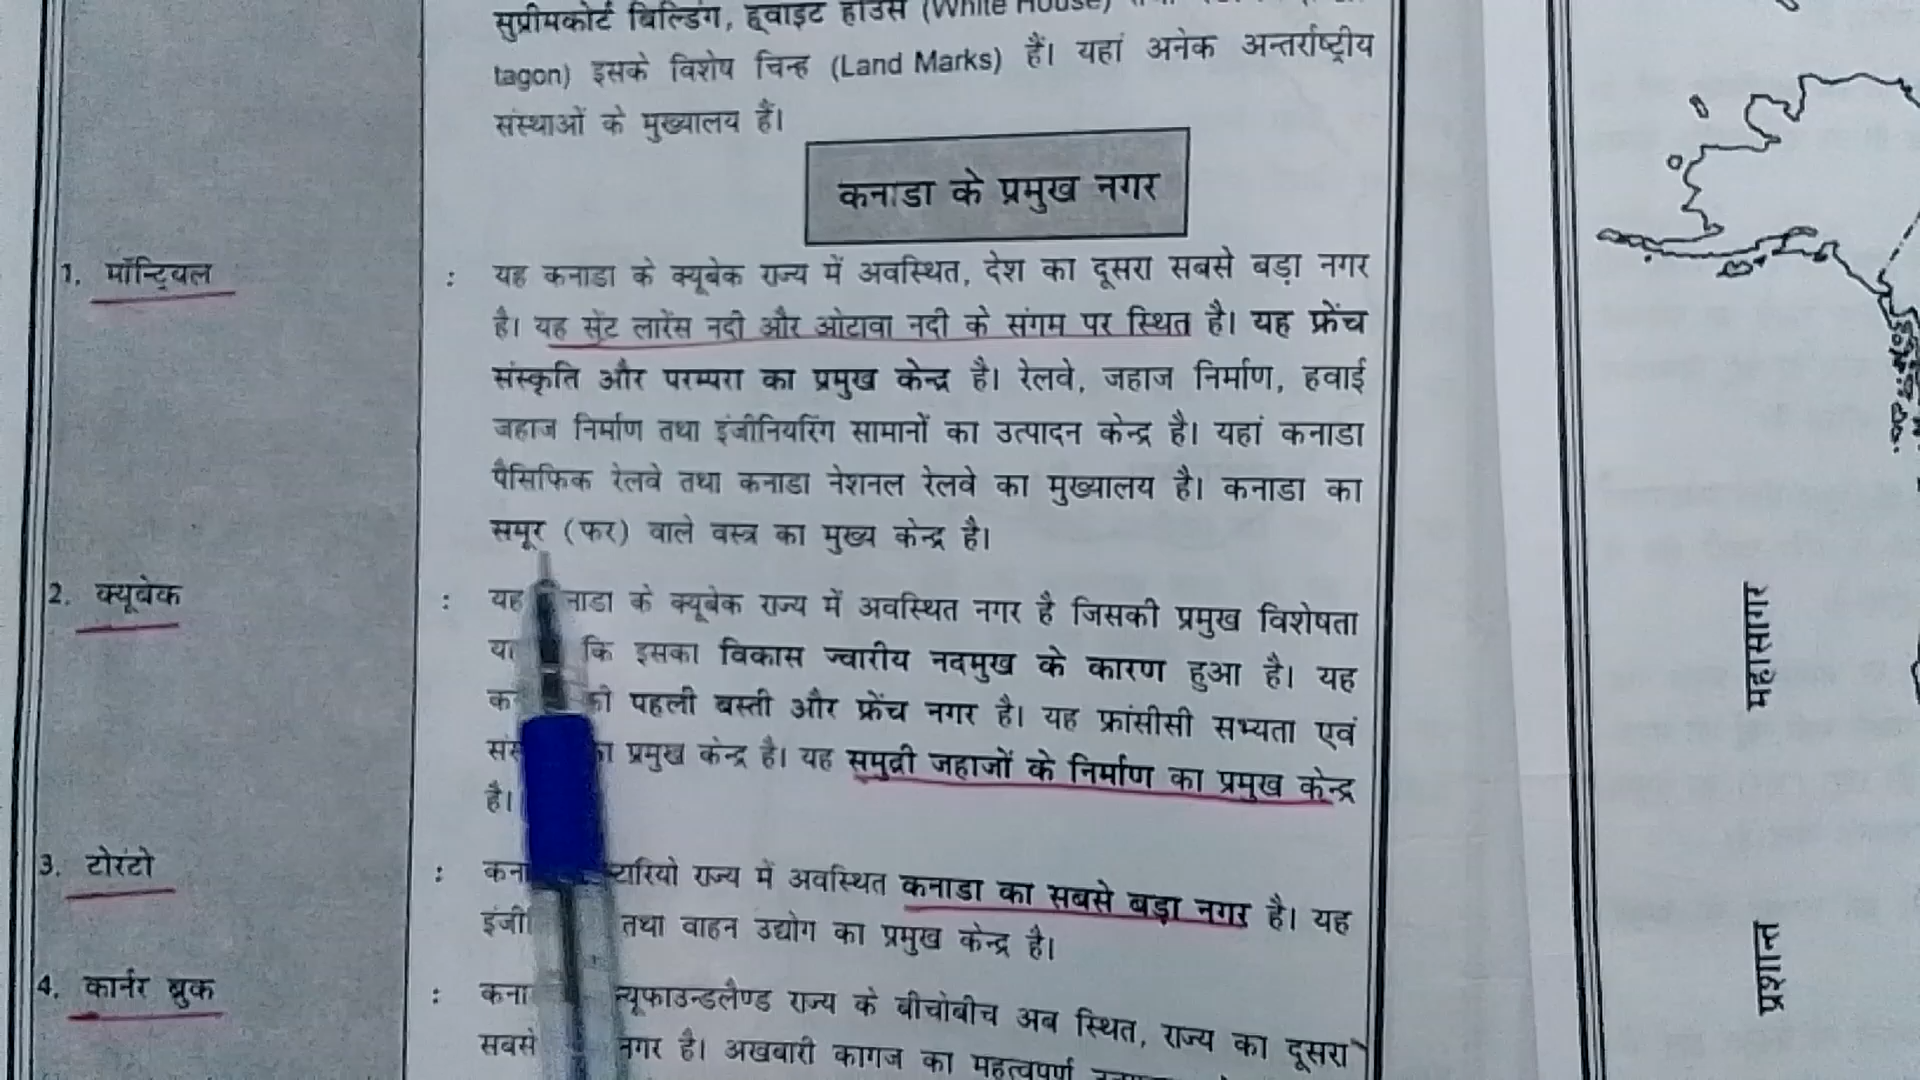 सुप्रीमकोर्ट बिल्डिंग, ह्वाइट हाउस (White House)
tagon) इसके विशेष चिन्ह (Land Marks) हैं। यहां अनेक अन्तर्राष्ट्रीय
संस्थाओं के मुख्यालय हैं।
कनाडा के प्रमुख नगर
1. मॉन्ट्रियल : यह कनाडा के क्यूबेक राज्य में अवस्थित, देश का दूसरा सबसे बड़ा नगर
है। यह सेंट लारेंस नदी और ओटावा नदी के संगम पर स्थित है। यह फ्रेंच
संस्कृति और परम्परा का प्रमुख केन्द्र है। रेलवे, जहाज निर्माण, हवाई
जहाज निर्माण तथा इंजीनियरिंग सामानों का उत्पादन केन्द्र है। यहां कनाडा
पैसिफिक रेलवे तथा कनाडा नेशनल रेलवे का मुख्यालय है। कनाडा का
समूर (फर) वाले वस्त्र का मुख्य केन्द्र है।
2. क्यूबेक : यह के क्यूबेक राज्य में अवस्थित नगर है जिसकी प्रमुख विशेषता
कि इसका विकास ज्वारीय नदमुख के कारण हुआ है। यह
पहली बस्ती और फ्रेंच नगर है। यह फ्रांसीसी सभ्यता एवं
प्रमुख केन्द्र है। यह समुद्री जहाजों के निर्माण का प्रमुख केन्द्र
है।
3. टोरंटो : राज्य में अवस्थित कनाडा का सबसे बड़ा नगर है। यह
तथा वाहन उद्योग का प्रमुख केन्द्र है।
4. कार्नर ब्रुक : न्यूफाउन्डलैण्ड राज्य के बीचोबीच अब स्थित, राज्य का दूसरा
सबसे नगर है। अखबारी कागज का महत्वपूर्ण
महासागर
प्रशान्त